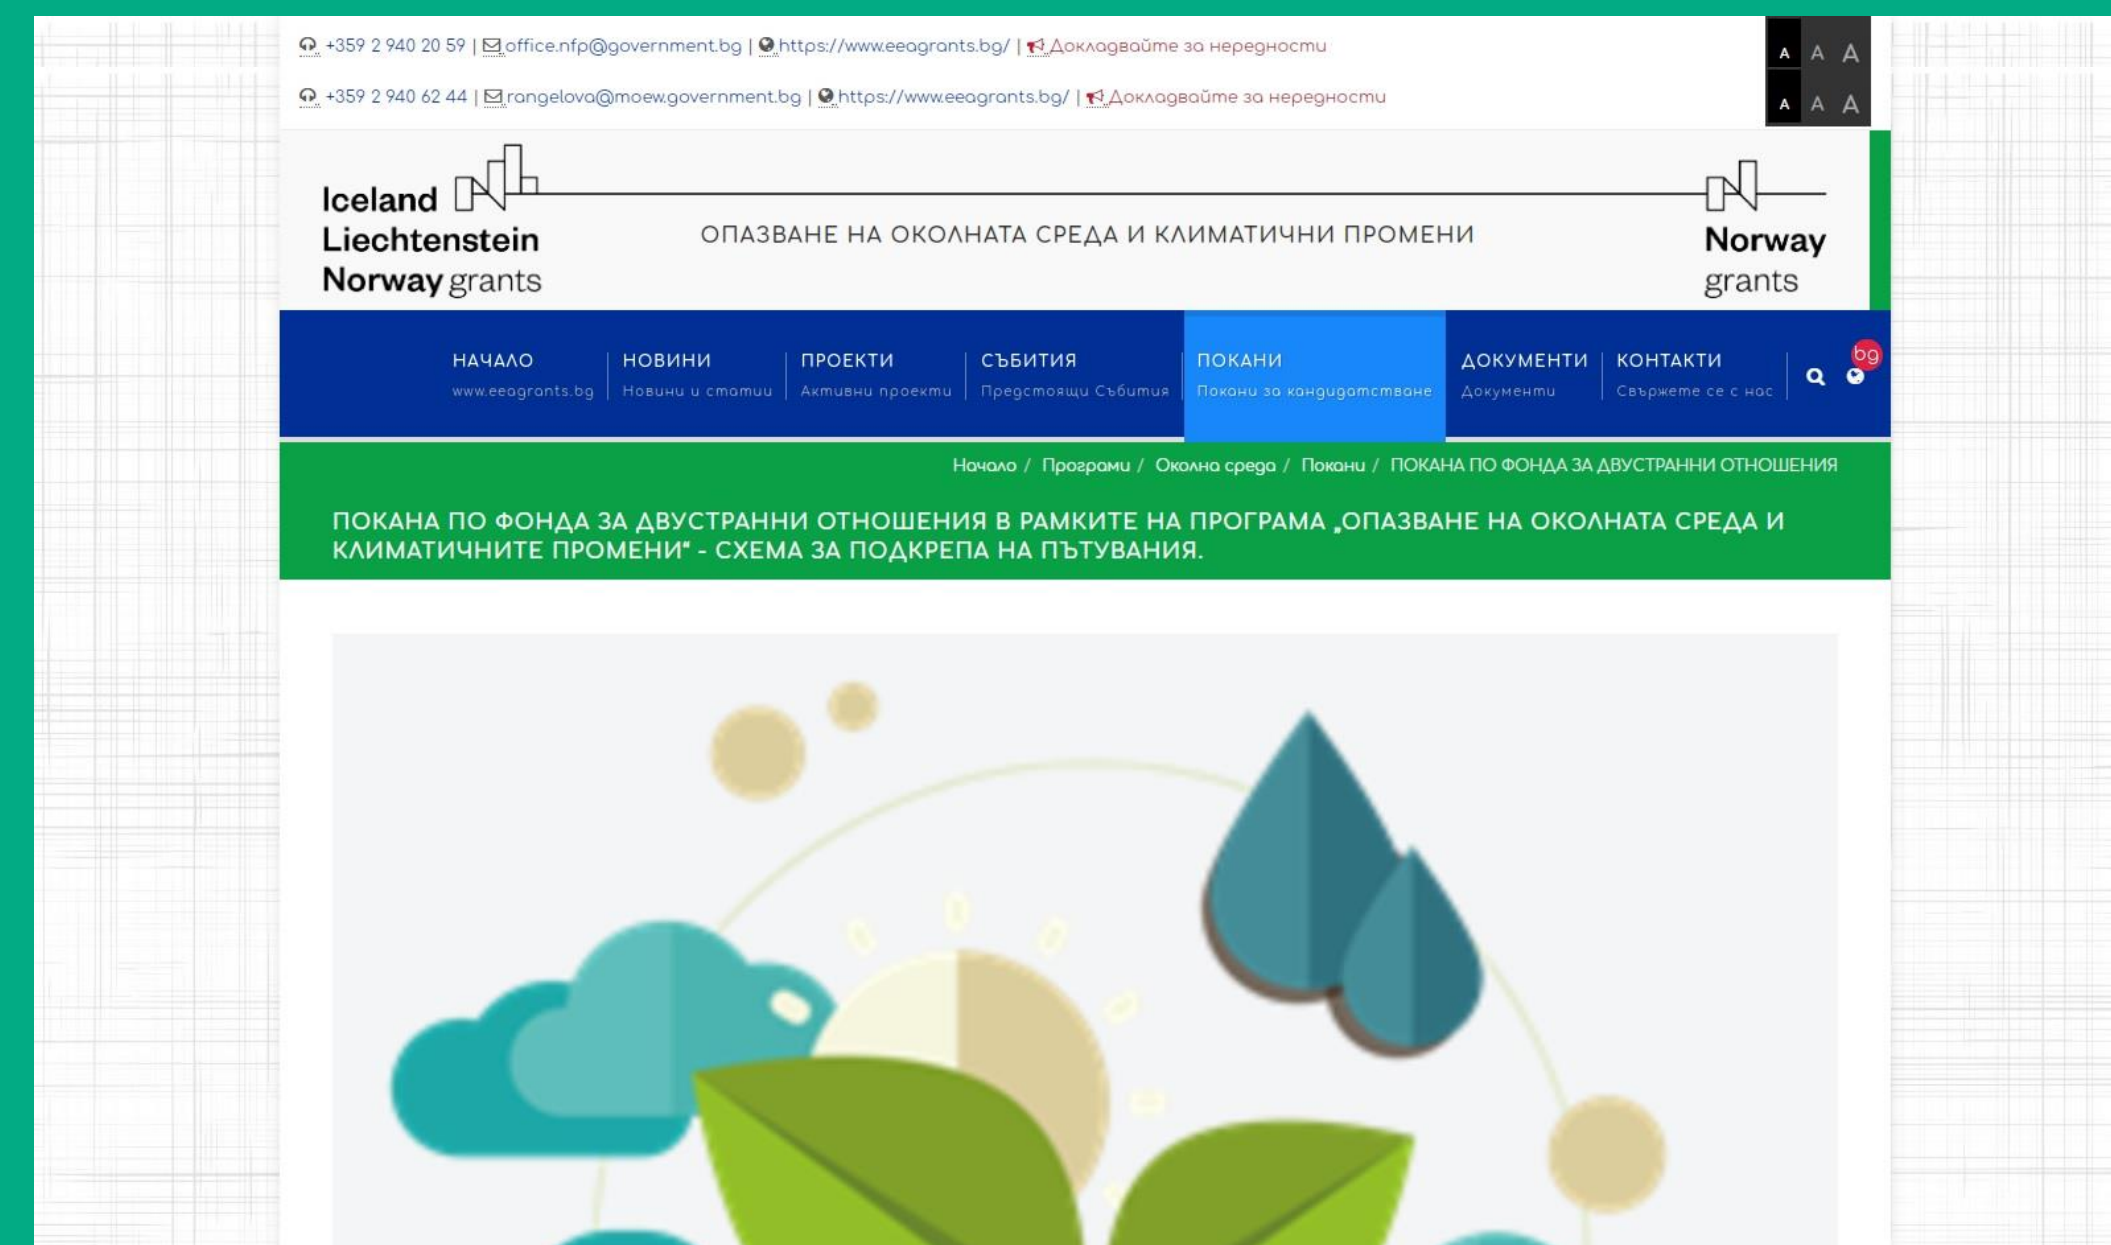 +359 2 940 20 59 | office.nfp@government.bg | https://www.eeagrants.bg/ | Докладвайте за нередности
A A A
+359 2 940 62 44 | rangelova@moew.government.bg | https://www.eeagrants.bg/ | Докладвайте за нередности
A A A
Iceland
Liechtenstein
Norway grants
ОПАЗВАНЕ НА ОКОЛНАТА СРЕДА И КЛИМАТИЧНИ ПРОМЕНИ
Norway
grants
НАЧАЛО
www.eeagrants.bg
НОВИНИ
Новини и статии
ПРОЕКТИ
Активни проекти
СЪБИТИЯ
Предстоящи Събития
ПОКАНИ
Покани за кандидатстване
ДОКУМЕНТИ
Документи
КОНТАКТИ
Свържете се с нас
bg
Начало / Програми / Околна среда / Покани / ПОКАНА ПО ФОНДА ЗА ДВУСТРАННИ ОТНОШЕНИЯ
ПОКАНА ПО ФОНДА ЗА ДВУСТРАННИ ОТНОШЕНИЯ В РАМКИТЕ НА ПРОГРАМА „ОПАЗВАНЕ НА ОКОЛНАТА СРЕДА И
КЛИМАТИЧНИТЕ ПРОМЕНИ“ - СХЕМА ЗА ПОДКРЕПА НА ПЪТУВАНИЯ.